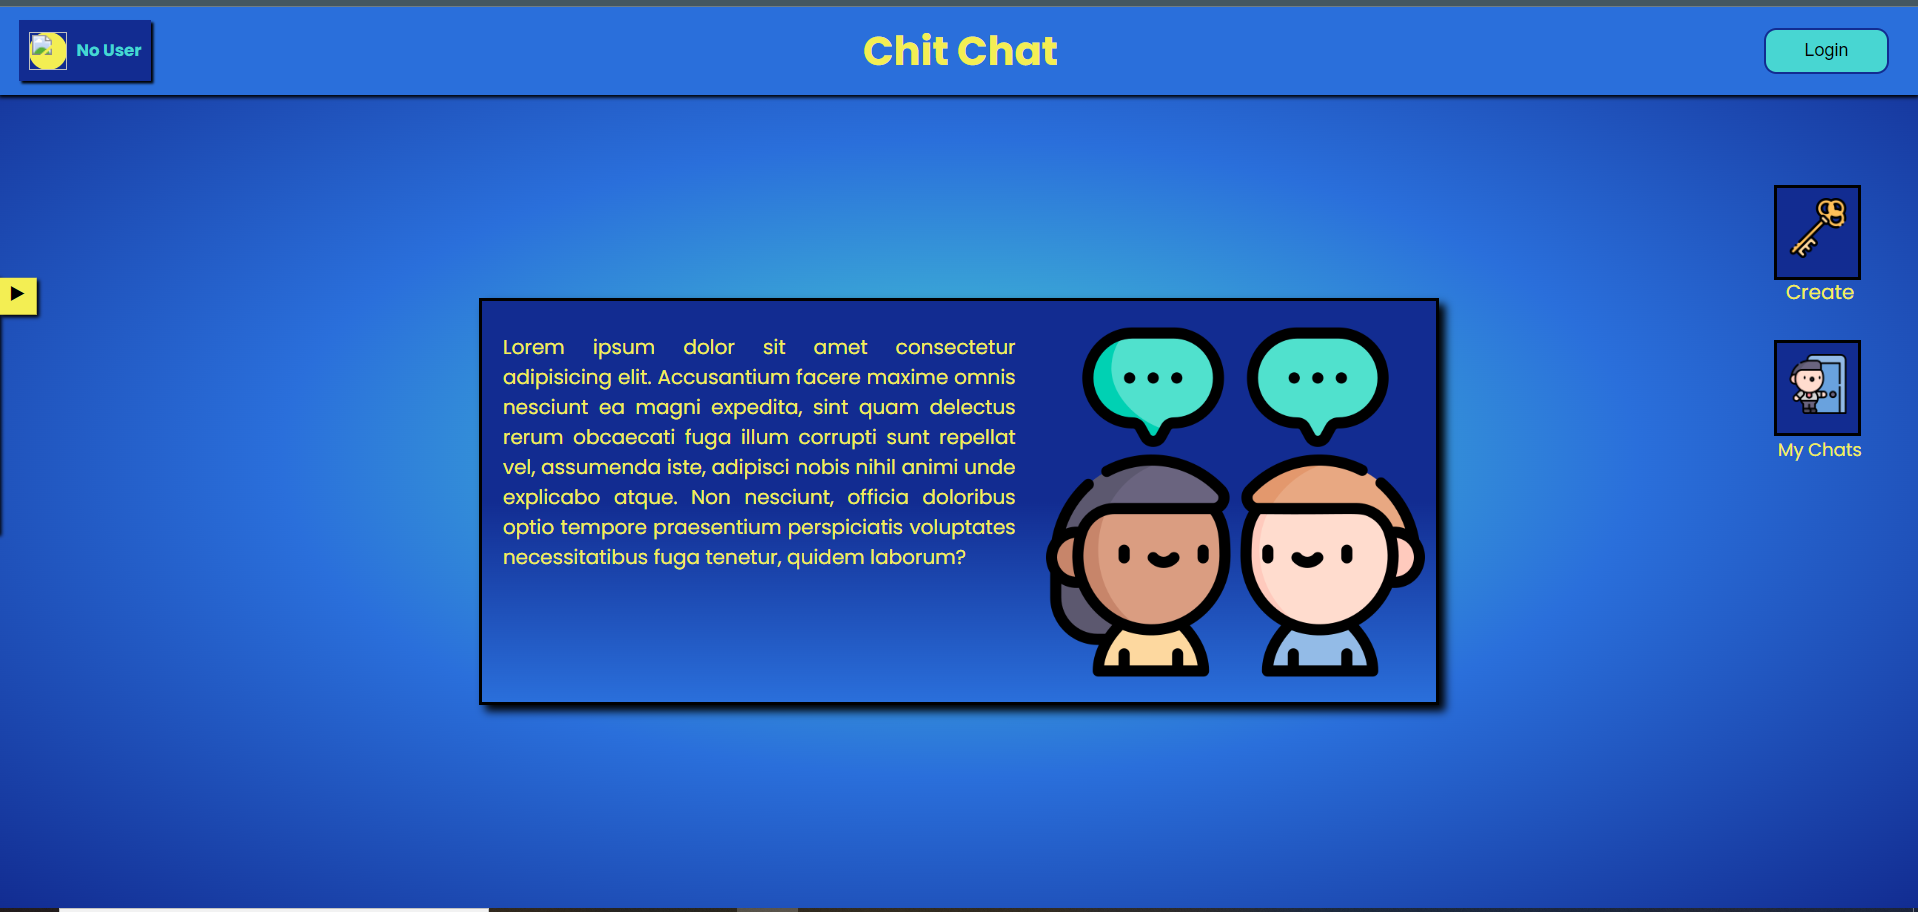 No User
Chit Chat
Login
Create
My Chats
Lorem ipsum dolor sit amet consectetur
adipisicing elit. Accusantium facere maxime omnis
nesciunt ea magni expedita, sint quam delectus
rerum obcaecati fuga illum corrupti sunt repellat
vel, assumenda iste, adipisci nobis nihil animi unde
explicabo atque. Non nesciunt, officia doloribus
optio tempore praesentium perspiciatis voluptates
necessitatibus fuga tenetur, quidem laborum?